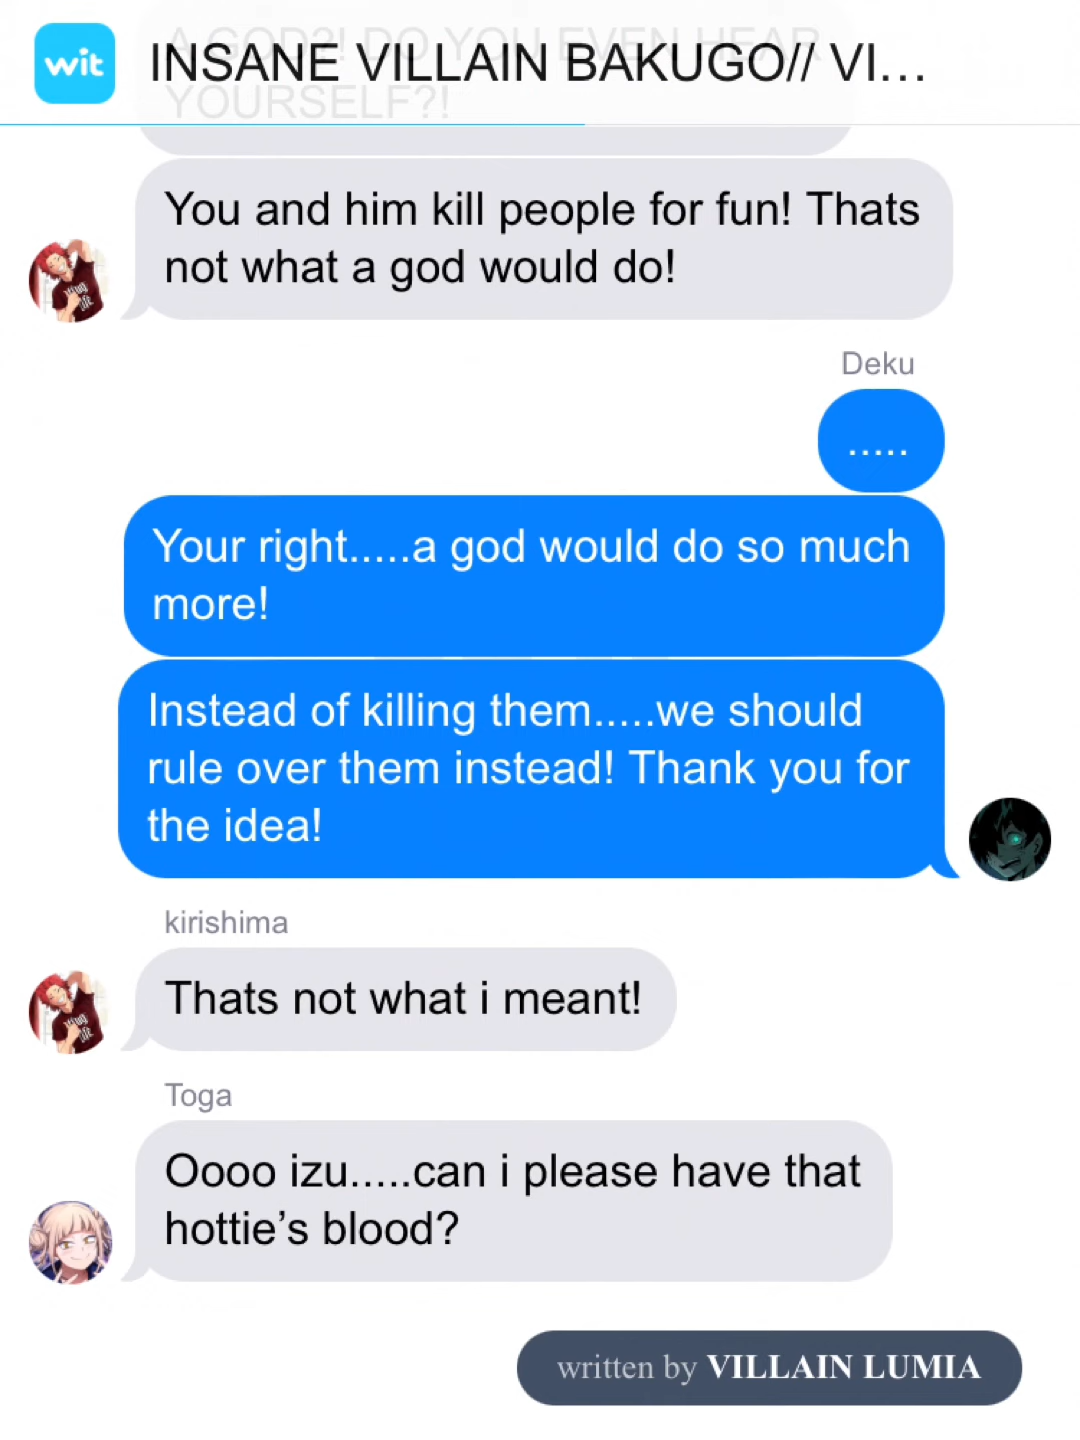 wit
INSANE VILLAIN BAKUGO// VI...
A GOD?! DO YOU EVEN HEAR
YOURSELF?!
You and him kill people for fun! Thats
not what a god would do!
Deku
.....
Your right.....a god would do so much
more!
Instead of killing them.....we should
rule over them instead! Thank you for
the idea!
kirishima
Thats not what i meant!
Toga
Oooo izu.....can i please have that
hottie’s blood?
written by VILLAIN LUMIA